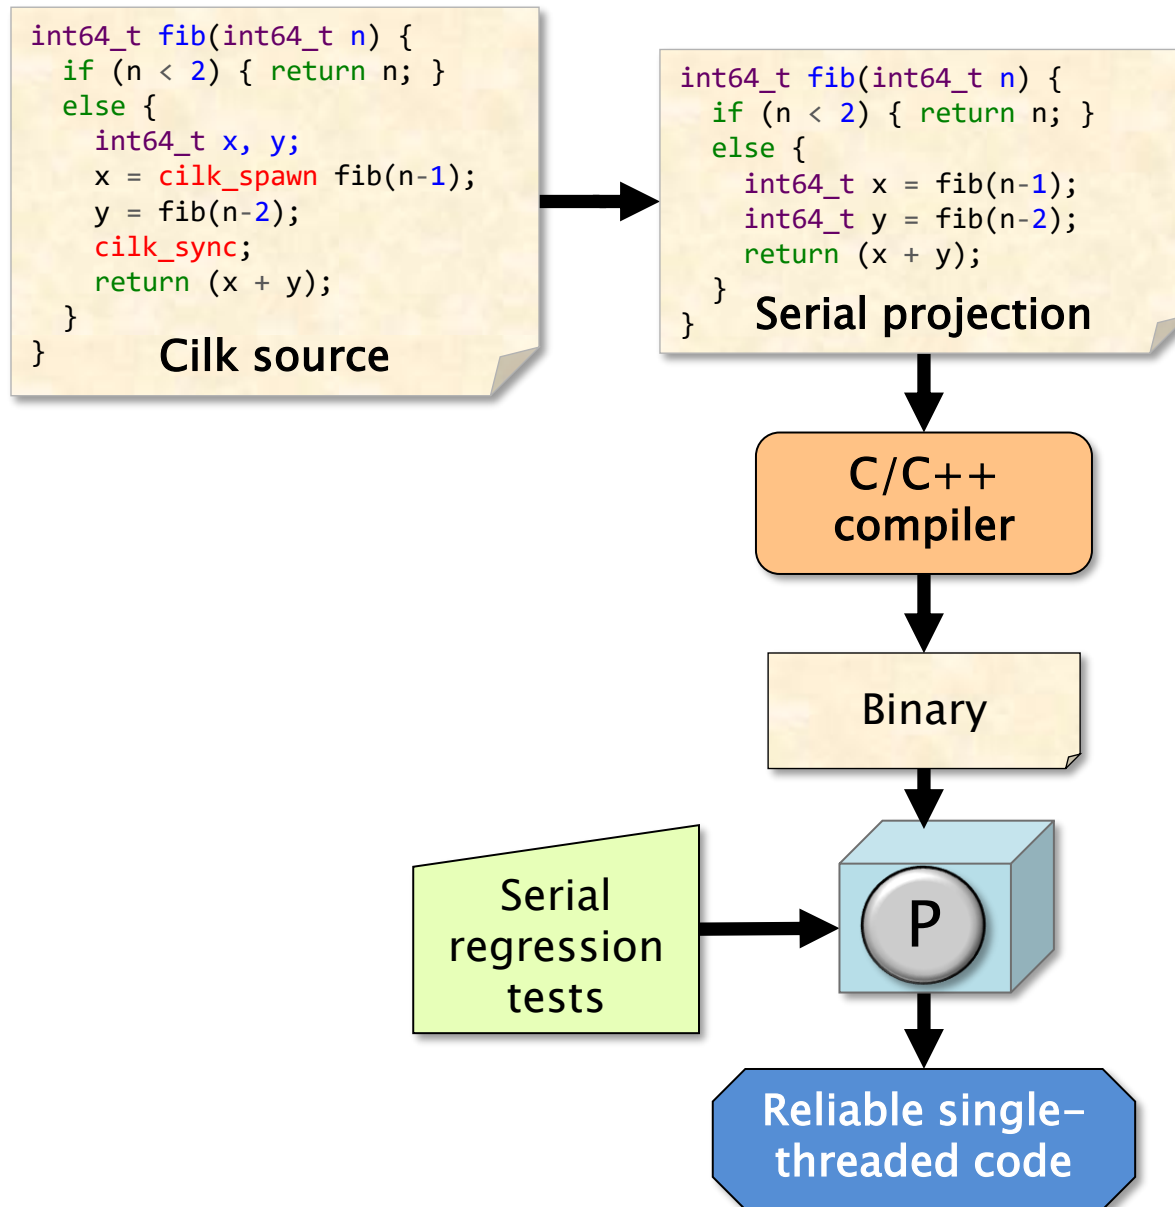 int64_t fib(int64_t n) {
  if (n < 2) { return n; }
  else {
    int64_t x, y;
    x = cilk_spawn fib(n-1);
    y = fib(n-2);
    cilk_sync;
    return (x + y);
  }
}
Cilk source
int64_t fib(int64_t n) {
  if (n < 2) { return n; }
  else {
    int64_t x = fib(n-1);
    int64_t y = fib(n-2);
    return (x + y);
  }
}
Serial projection
C/C++
compiler
Binary
Serial
regression
tests
P
Reliable single-
threaded code